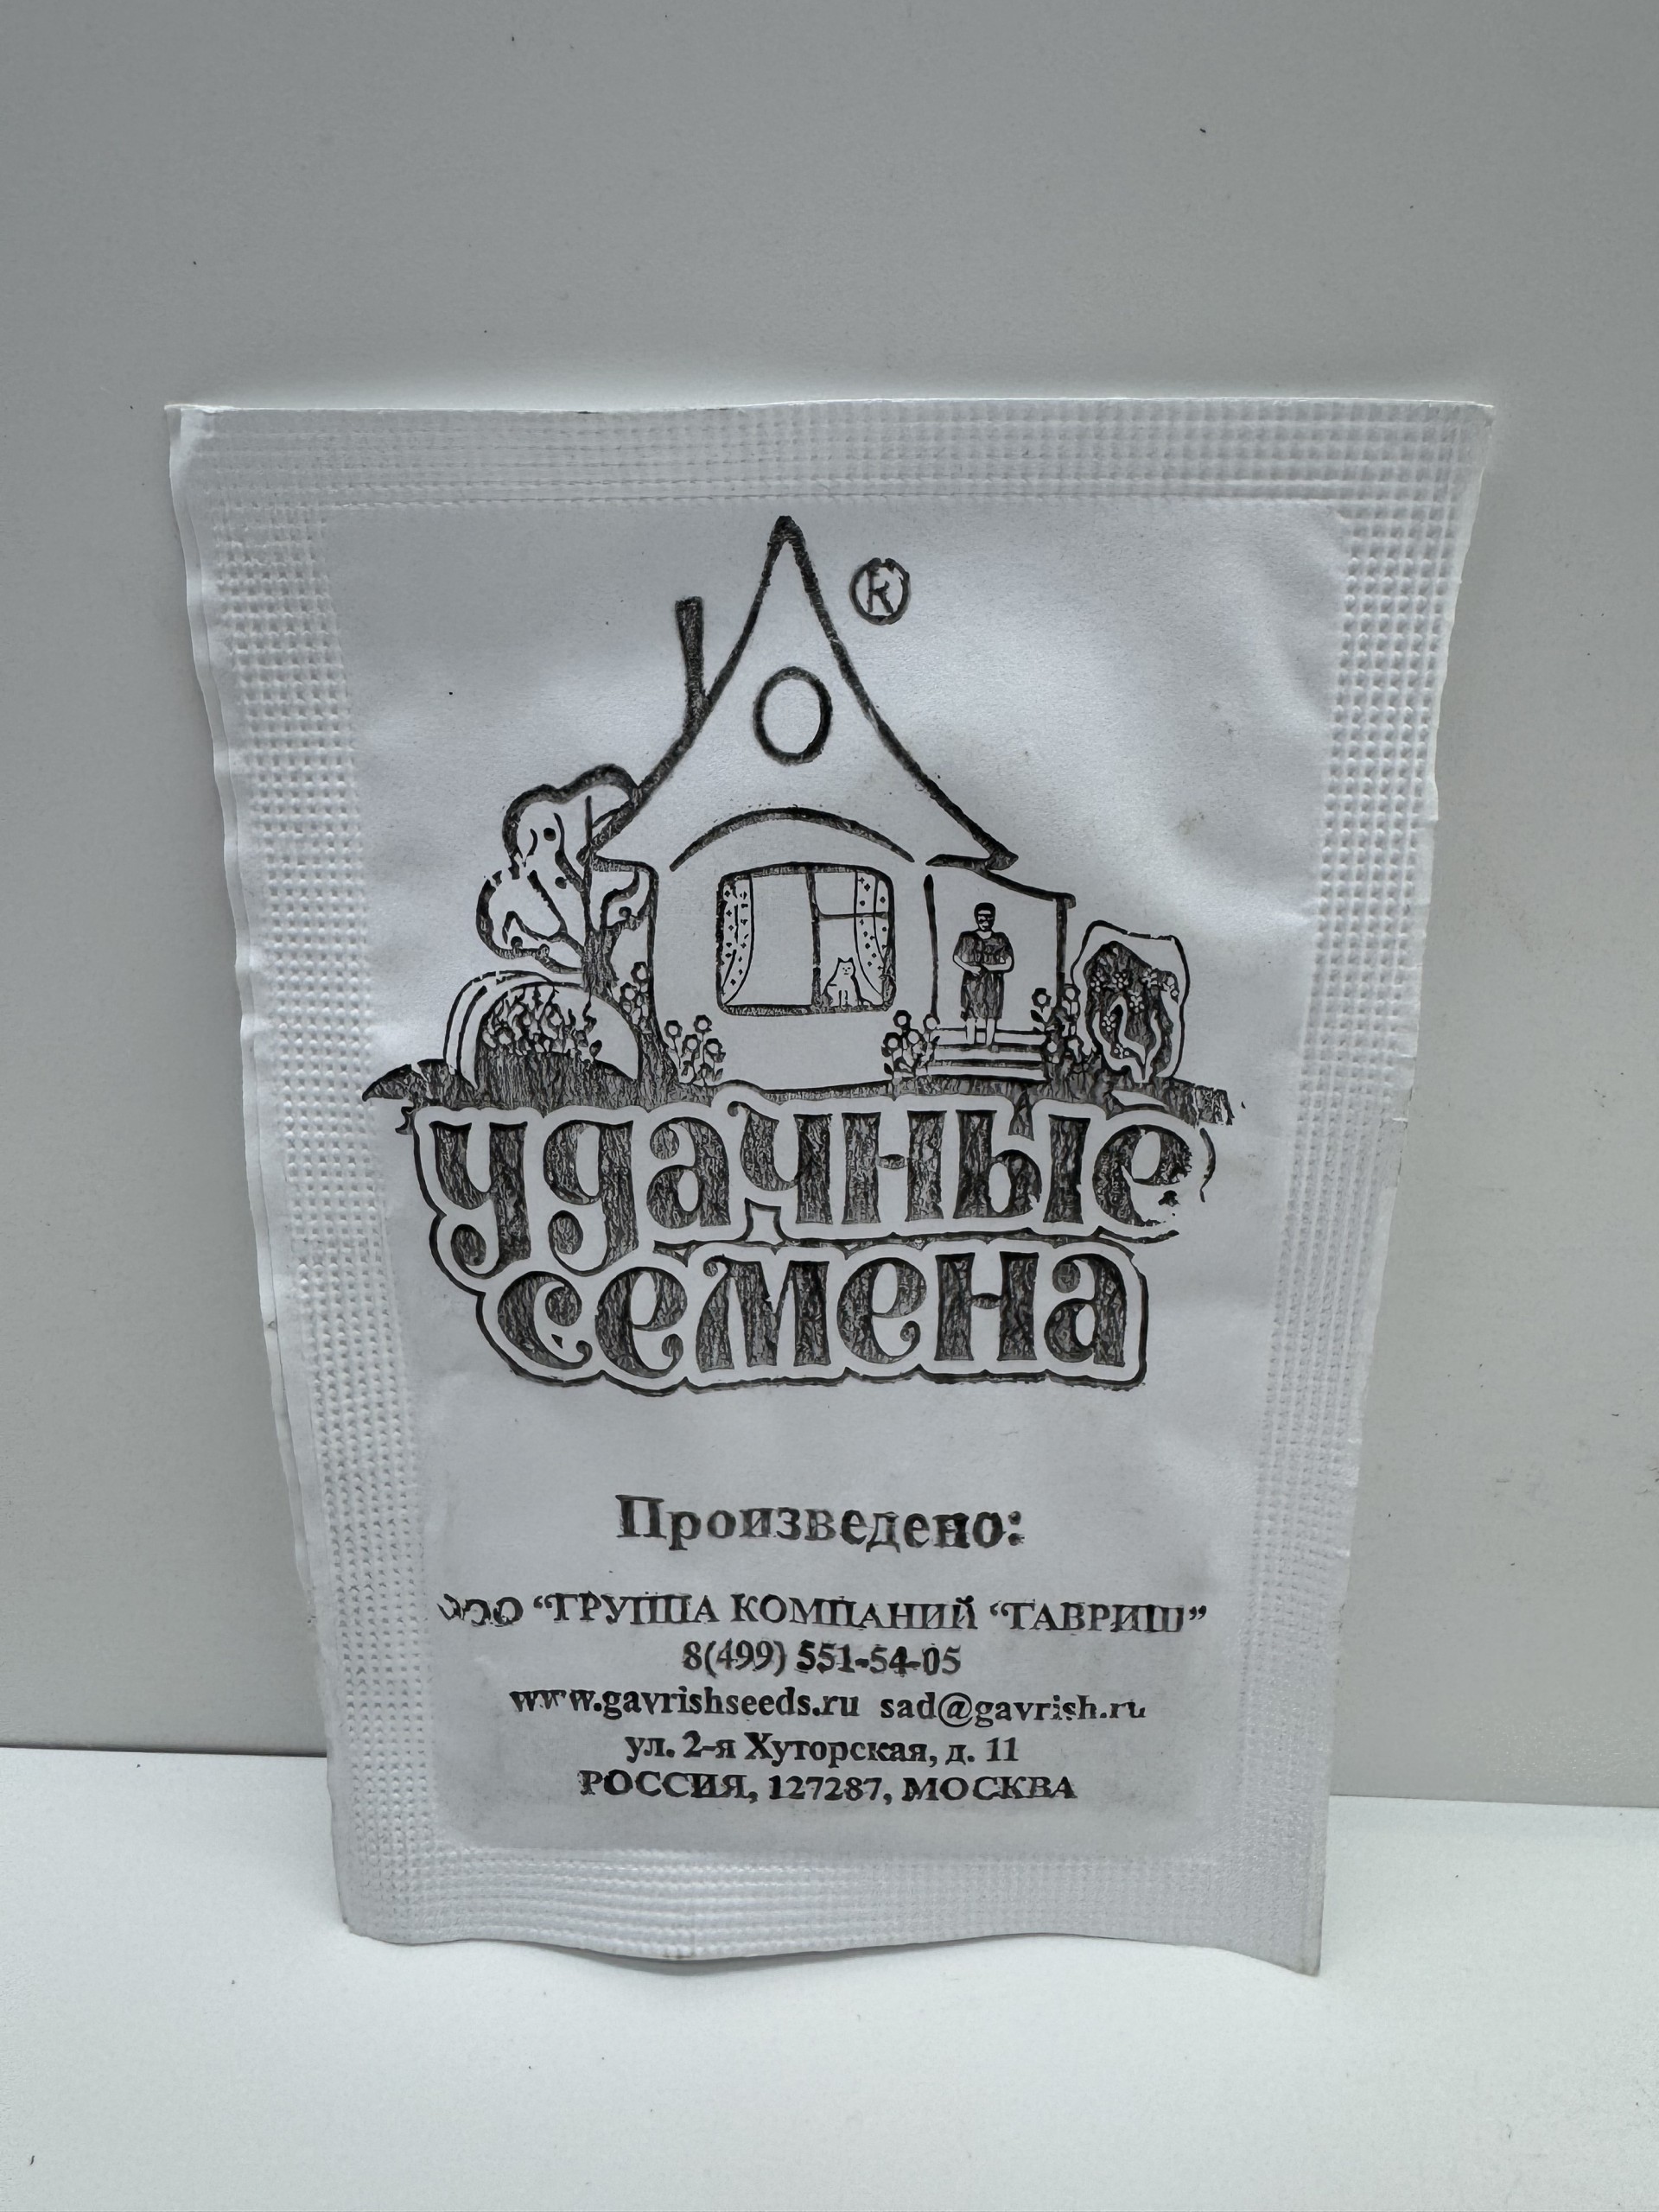 ®
удачные
семена
Произведено:
ООО “ГРУППА КОМПАНИЙ “ГАВРИШ”
8(499) 551-54-05
www.gavrishseeds.ru sad@gavrish.ru
ул. 2-я Хуторская, д. 11
РОССИЯ, 127287, МОСКВА